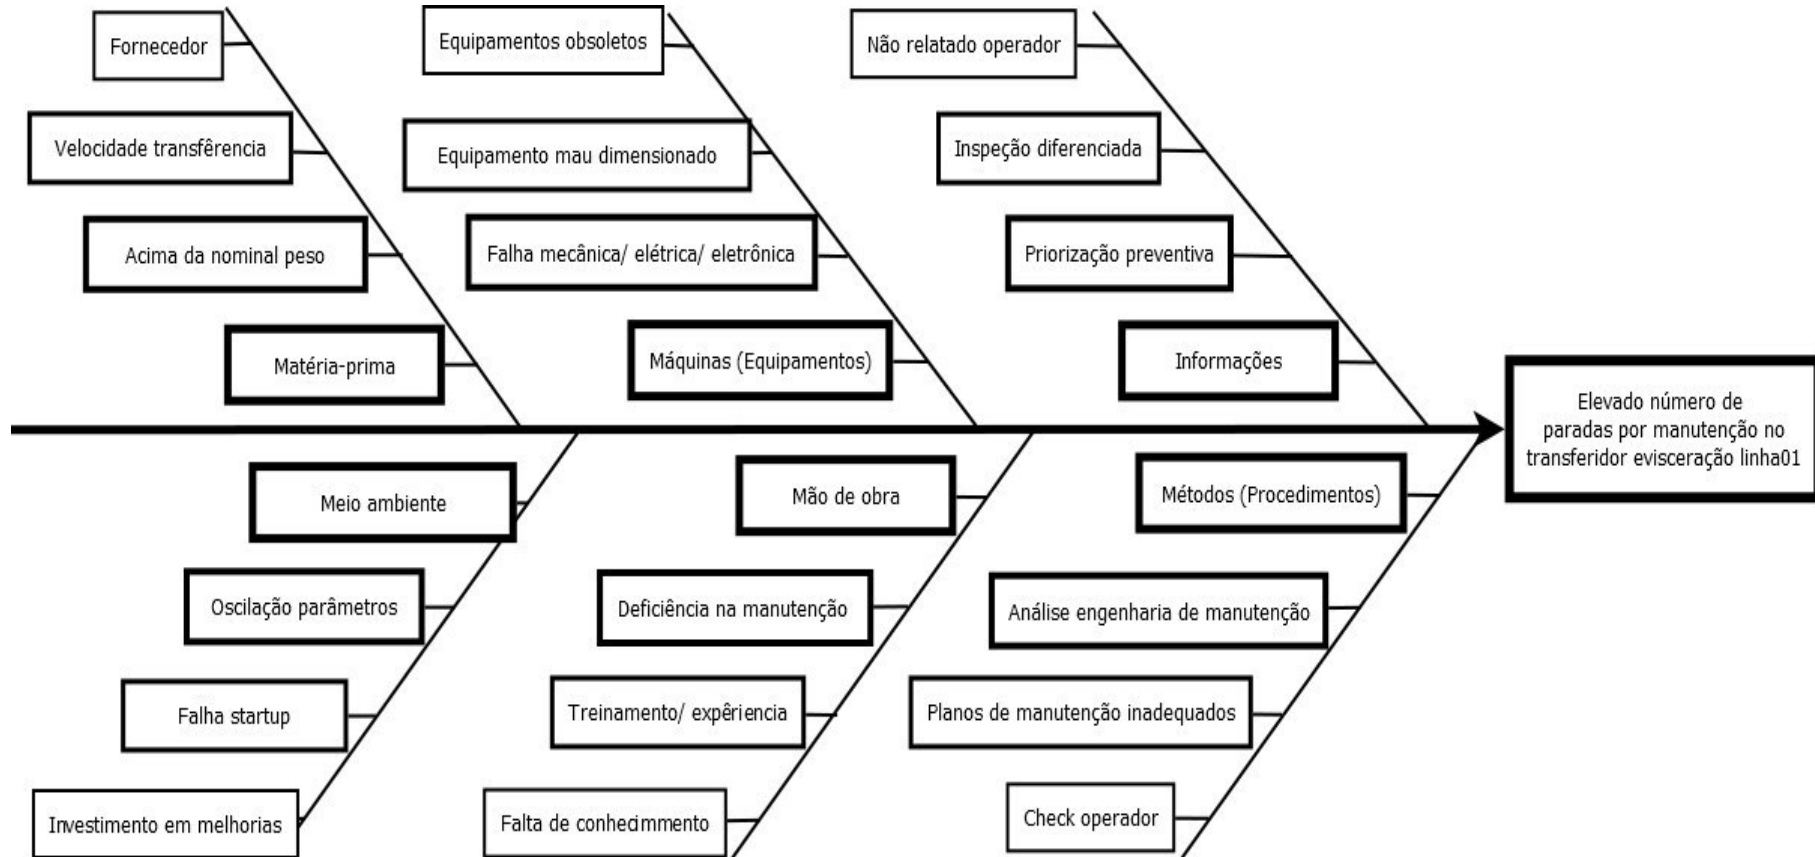 Fornecedor
Equipamentos obsoletos
Não relatado operador
Velocidade transfêrencia
Equipamento mau dimensionado
Inspeção diferenciada
Acima da nominal peso
Falha mecânica/ elétrica/ eletrônica
Priorização preventiva
Matéria-prima
Máquinas (Equipamentos)
Informações
Elevado número de
paradas por manutenção no
transferidor evisceração linha01
Meio ambiente
Mão de obra
Métodos (Procedimentos)
Oscilação parâmetros
Deficiência na manutenção
Análise engenharia de manutenção
Falha startup
Treinamento/ expêriencia
Planos de manutenção inadequados
Investimento em melhorias
Falta de conhecimmento
Check operador